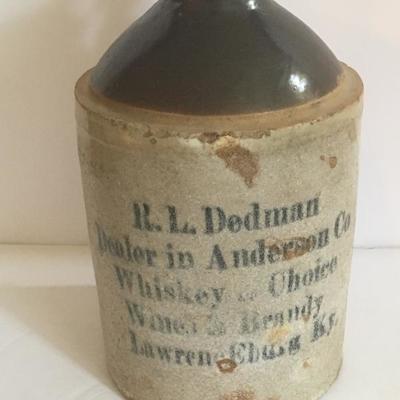 R. L. Dedman
Dealer in Anderson Co
Whiskey & Choice
Wines & Brandy
LawrencEburg Ky.